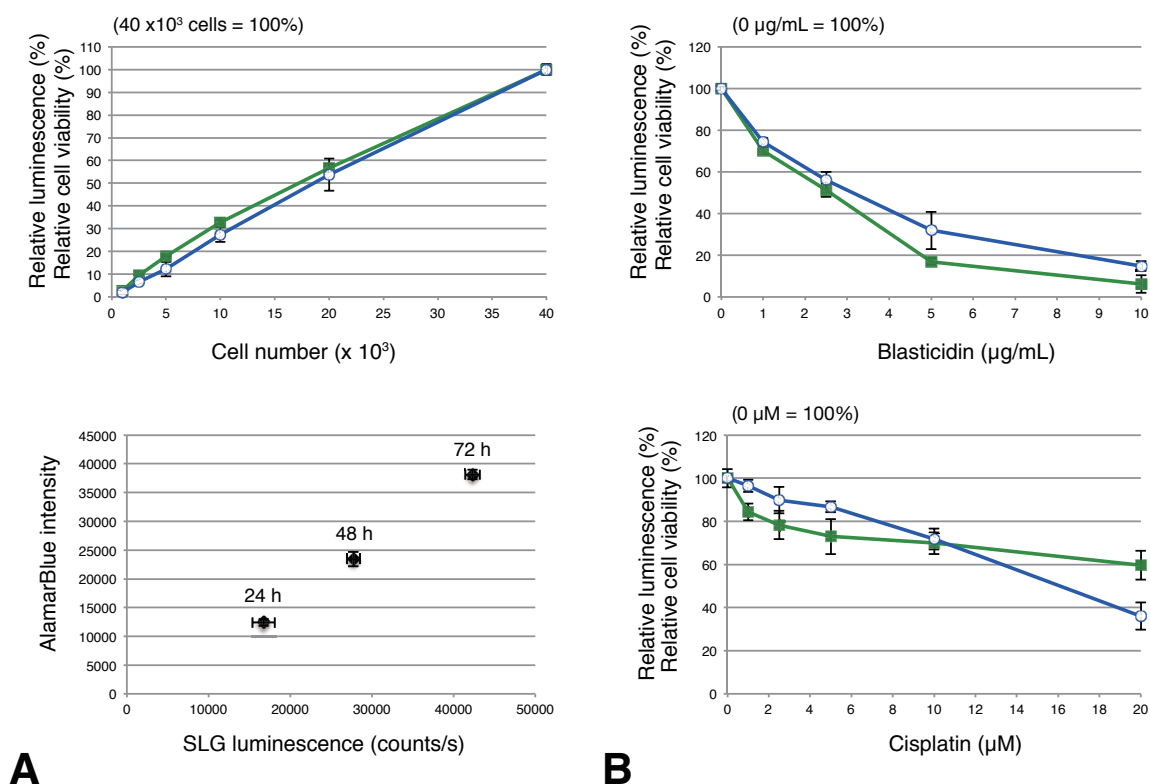 (40 x10³ cells = 100%)
Relative luminescence (%)
Relative cell viability (%)
110
100
90
80
70
60
50
40
30
20
10
0
0 5 10 15 20 25 30 35 40
Cell number (x 10³)
(0 µg/mL = 100%)
Relative luminescence (%)
Relative cell viability (%)
120
100
80
60
40
20
0
0 1 2 3 4 5 6 7 8 9 10
Blasticidin (µg/mL)
AlamarBlue intensity
45000
40000
35000
30000
25000
20000
15000
10000
5000
0
72 h
48 h
24 h
0 10000 20000 30000 40000 50000
SLG luminescence (counts/s)
A
(0 µM = 100%)
Relative luminescence (%)
Relative cell viability (%)
120
100
80
60
40
20
0
0 2 4 6 8 10 12 14 16 18 20
Cisplatin (µM)
B